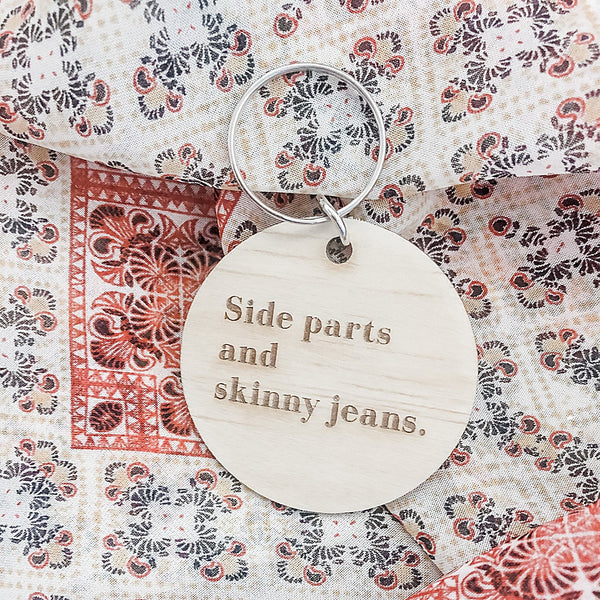 Side parts
and
skinny jeans.